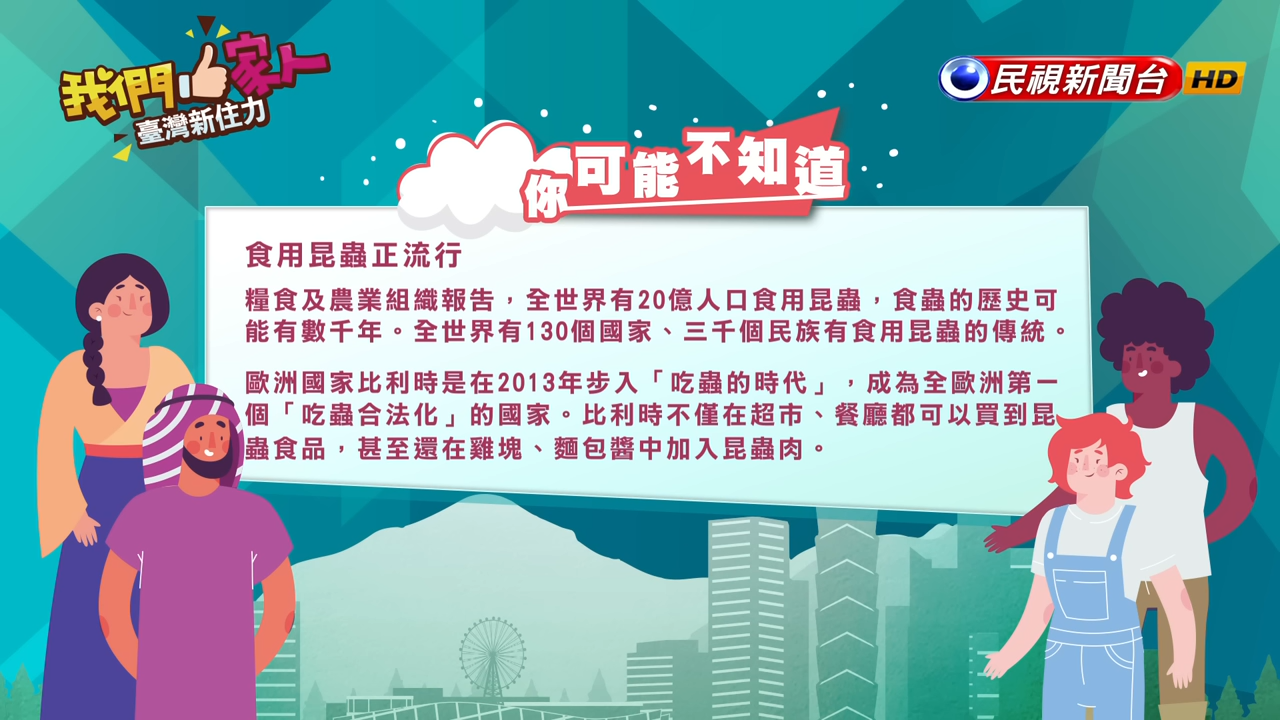 我們家人
臺灣新住力
民視新聞台 HD
你可能不知道
食用昆蟲正流行
糧食及農業組織報告，全世界有20億人口食用昆蟲，食蟲的歷史可
能有數千年。全世界有130個國家、三千個民族有食用昆蟲的傳統。
歐洲國家比利時是在2013年步入「吃蟲的時代」，成為全歐洲第一
個「吃蟲合法化」的國家。比利時不僅在超市、餐廳都可以買到昆
蟲食品，甚至還在雞塊、麵包醬中加入昆蟲肉。